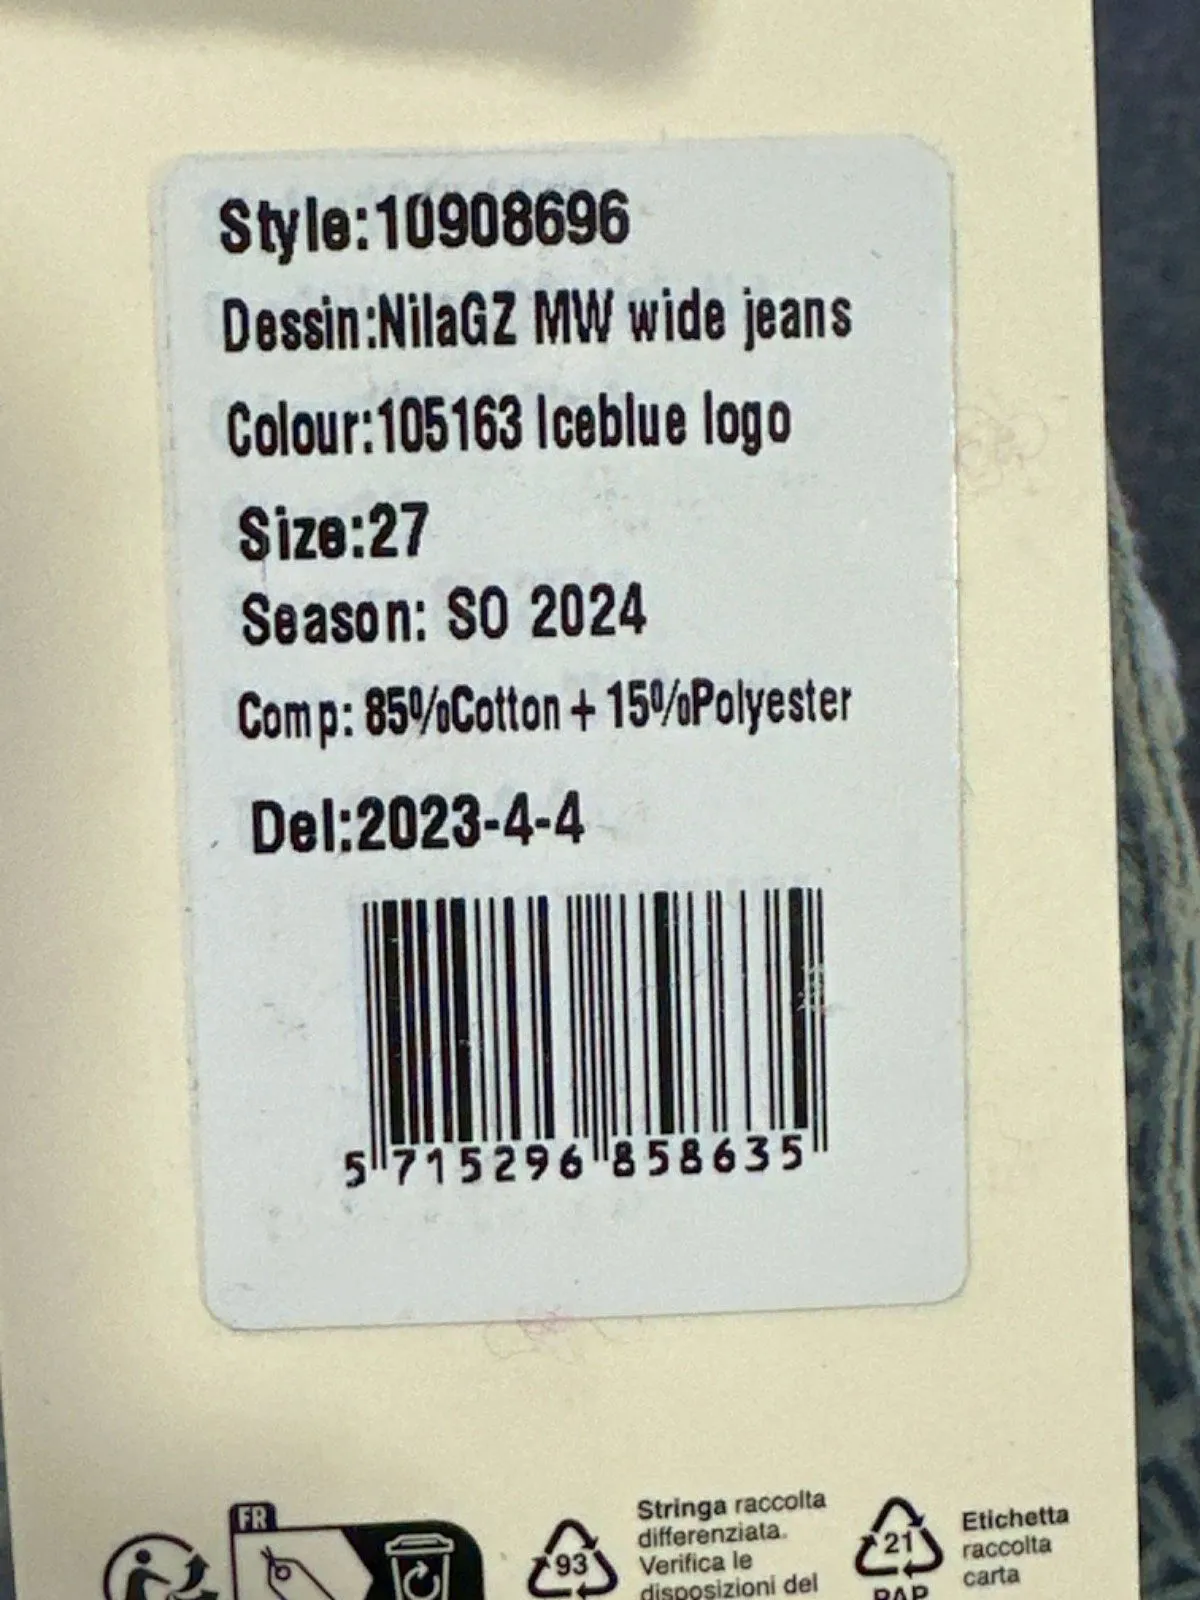 Style:10908696
Dessin:NilaGZ MW wide jeans
Colour:105163 Iceblue logo
Size:27
Season: SO 2024
Comp: 85%Cotton + 15%Polyester
Del:2023-4-4
5 715296 858635
FR
93
Stringa raccolta
differenziata.
Verifica le
disposizioni del
21
PAP
Etichetta
raccolta
carta